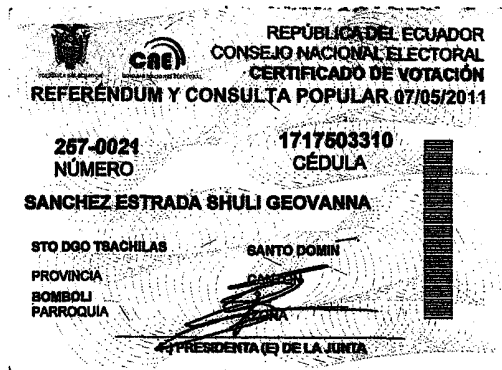 REPÚBLICA DEL ECUADOR
CNE
CONSEJO NACIONAL ELECTORAL
CERTIFICADO DE VOTACIÓN
REFERÉNDUM Y CONSULTA POPULAR 07/05/2011
257-0021 1717503310
NÚMERO CÉDULA
SANCHEZ ESTRADA SHULI GEOVANNA
STO DGO TSACHILAS SANTO DOMIN
PROVINCIA
BOMBOLI
PARROQUIA
PRESIDENTA (E) DE LA JUNTA